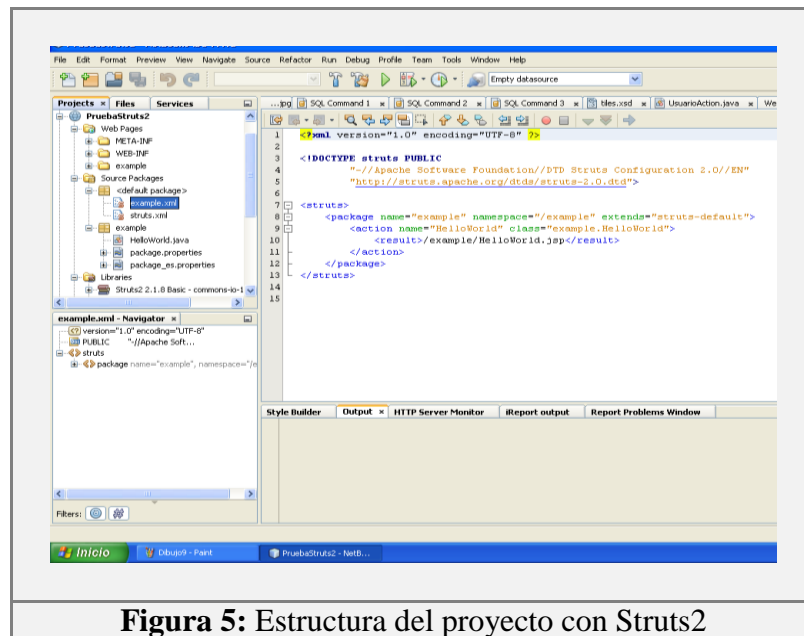 File Edit Format Preview View Navigate Source Refactor Run Debug Profile Team Tools Window Help
Empty datasource
Projects x Files Services
...jpg SQL Command 1 x SQL Command 2 x SQL Command 3 x tiles.xsd x UsuarioAction.java x We
PruebaStruts2
Web Pages
META-INF
WEB-INF
example
Source Packages
<default package>
example.xml
struts.xml
example
HelloWorld.java
package.properties
package_es.properties
Libraries
Struts2 2.1.8 Basic - commons-io-1
1 <?xml version="1.0" encoding="UTF-8" ?>
2
3 <!DOCTYPE struts PUBLIC
4 "-//Apache Software Foundation//DTD Struts Configuration 2.0//EN"
5 "http://struts.apache.org/dtds/struts-2.0.dtd">
6
7 <struts>
8 <package name="example" namespace="/example" extends="struts-default">
9 <action name="HelloWorld" class="example.HelloWorld">
10 <result>/example/HelloWorld.jsp</result>
11 </action>
12 </package>
13 </struts>
14
15
example.xml - Navigator x
version="1.0" encoding="UTF-8"
PUBLIC "-//Apache Soft...
struts
package name="example", namespace="/e
Style Builder Output x HTTP Server Monitor iReport output Report Problems Window
Filters:
Inicio Dibujo9 - Paint PruebaStruts2 - NetB...
Figura 5: Estructura del proyecto con Struts2